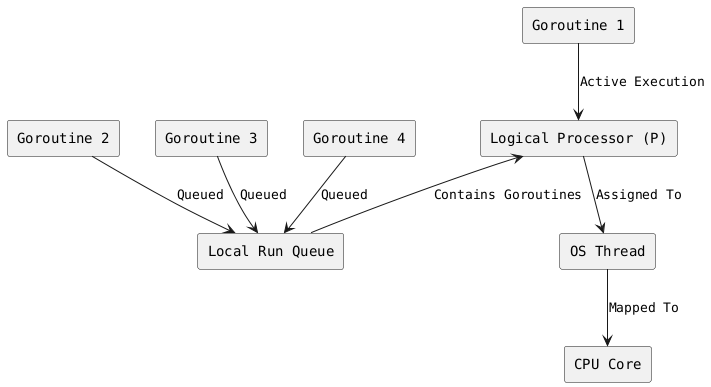 Goroutine 1
Active Execution
Goroutine 2
Goroutine 3
Goroutine 4
Logical Processor (P)
Queued
Queued
Queued
Contains Goroutines
Assigned To
Local Run Queue
OS Thread
Mapped To
CPU Core